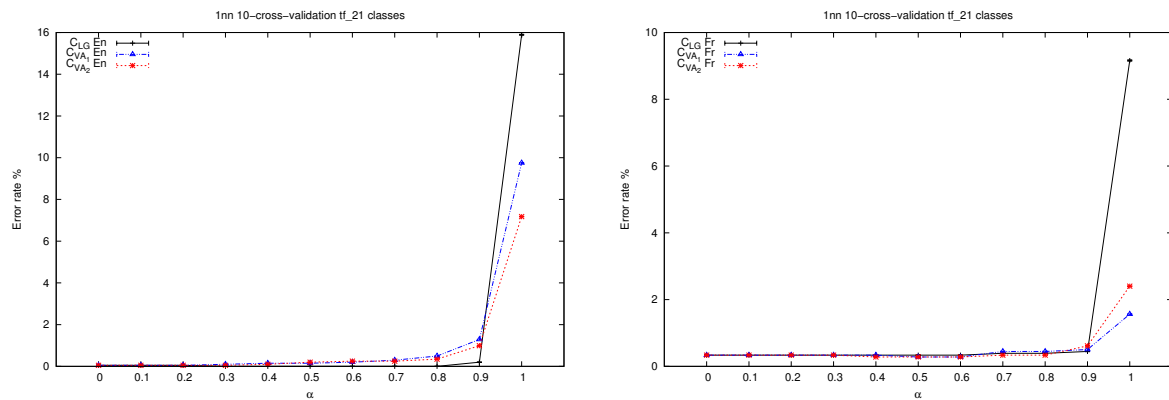 1nn 10-cross-validation tf_21 classes
C_LG En
C_VA1 En
C_VA2 En
Error rate %
16
14
12
10
8
6
4
2
0
0 0.1 0.2 0.3 0.4 0.5 0.6 0.7 0.8 0.9 1
α
1nn 10-cross-validation tf_21 classes
C_LG Fr
C_VA1 Fr
C_VA2 Fr
Error rate %
10
8
6
4
2
0
0 0.1 0.2 0.3 0.4 0.5 0.6 0.7 0.8 0.9 1
α